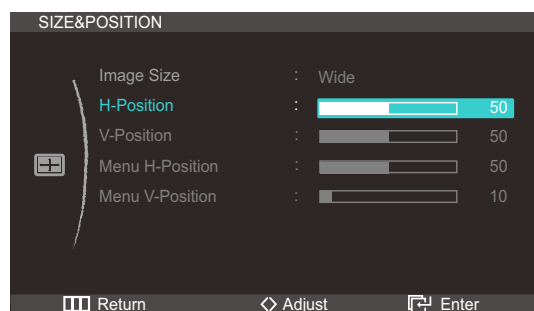 SIZE&POSITION
Image Size : Wide
H-Position : 50
V-Position : 50
Menu H-Position : 50
Menu V-Position : 10
Return Adjust Enter